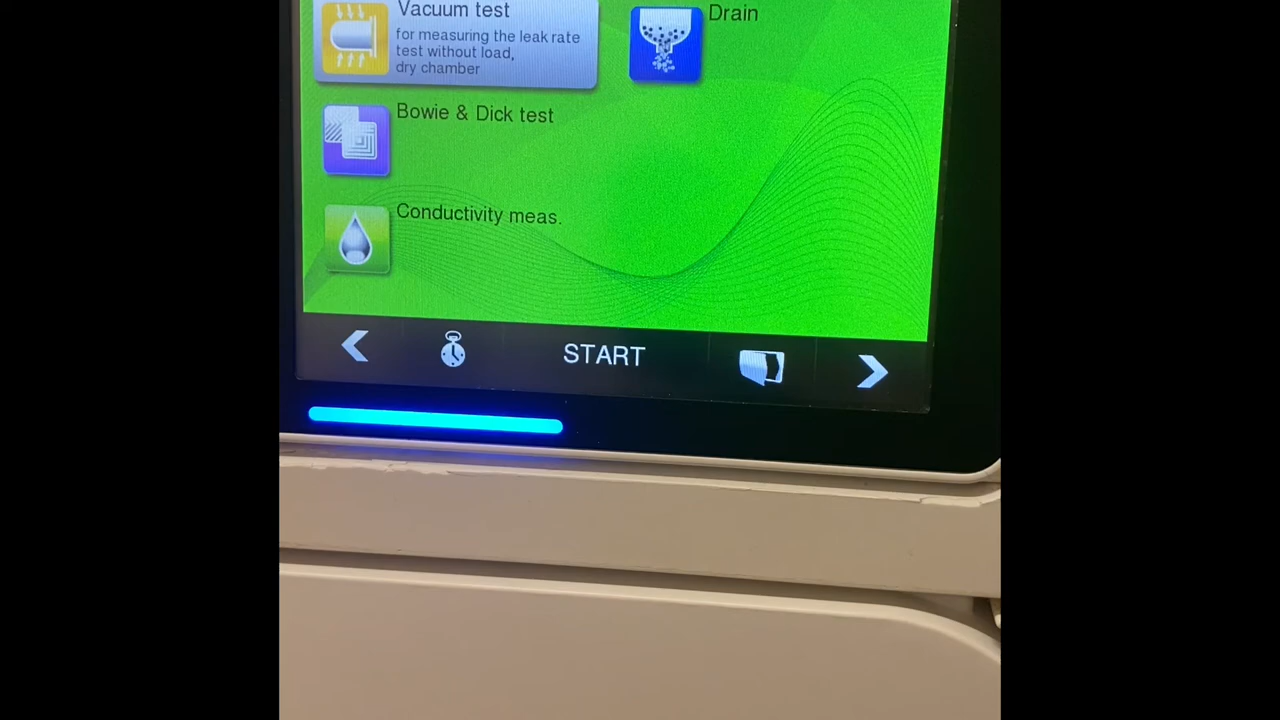 Vacuum test
for measuring the leak rate
test without load,
dry chamber
Drain
Bowie & Dick test
Conductivity meas.
START